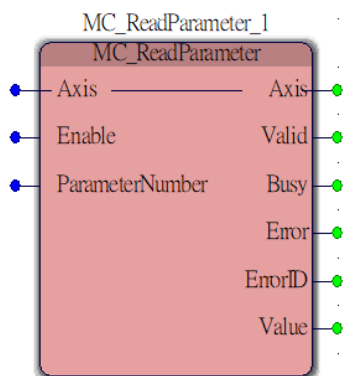 MC_ReadParameter_1
MC_ReadParameter
Axis Axis
Enable Valid
ParameterNumber Busy
Error
ErrorID
Value